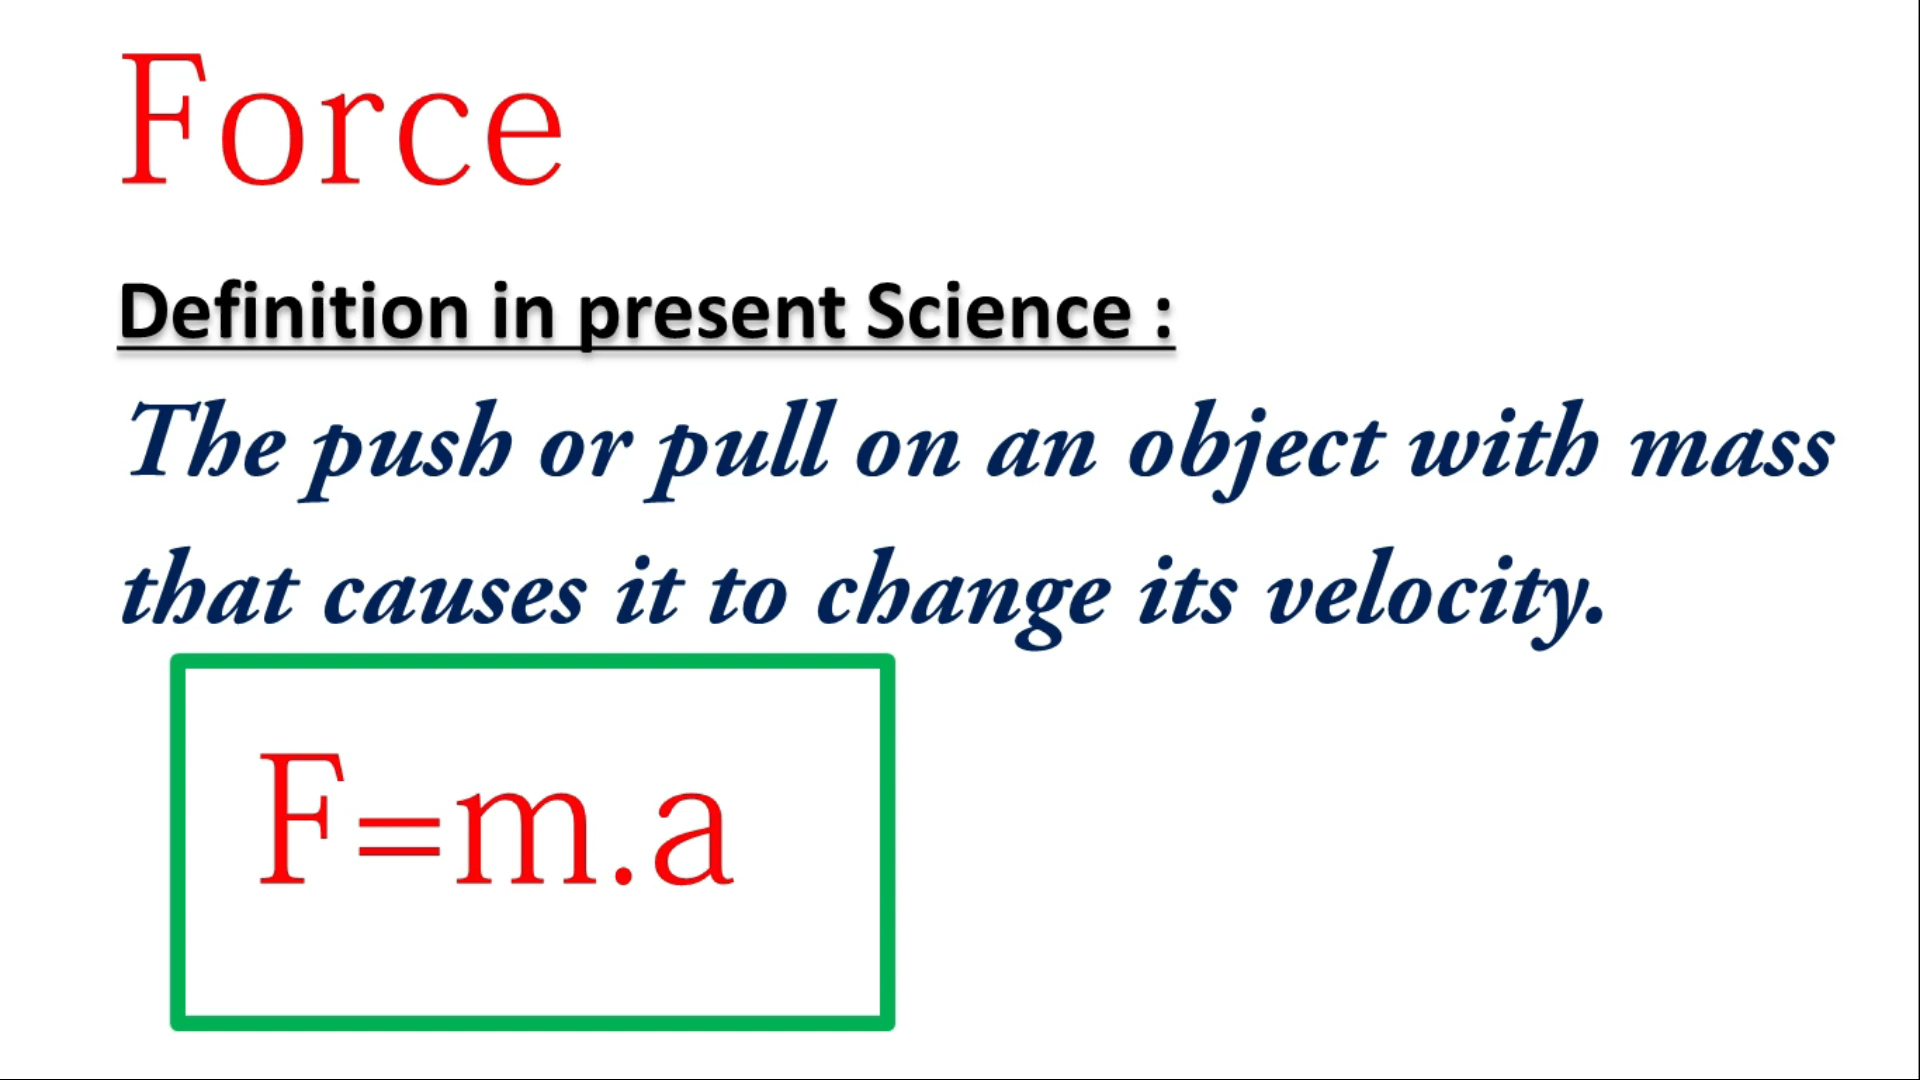 Force
Definition in present Science :
The push or pull on an object with mass
that causes it to change its velocity.
F=m.a